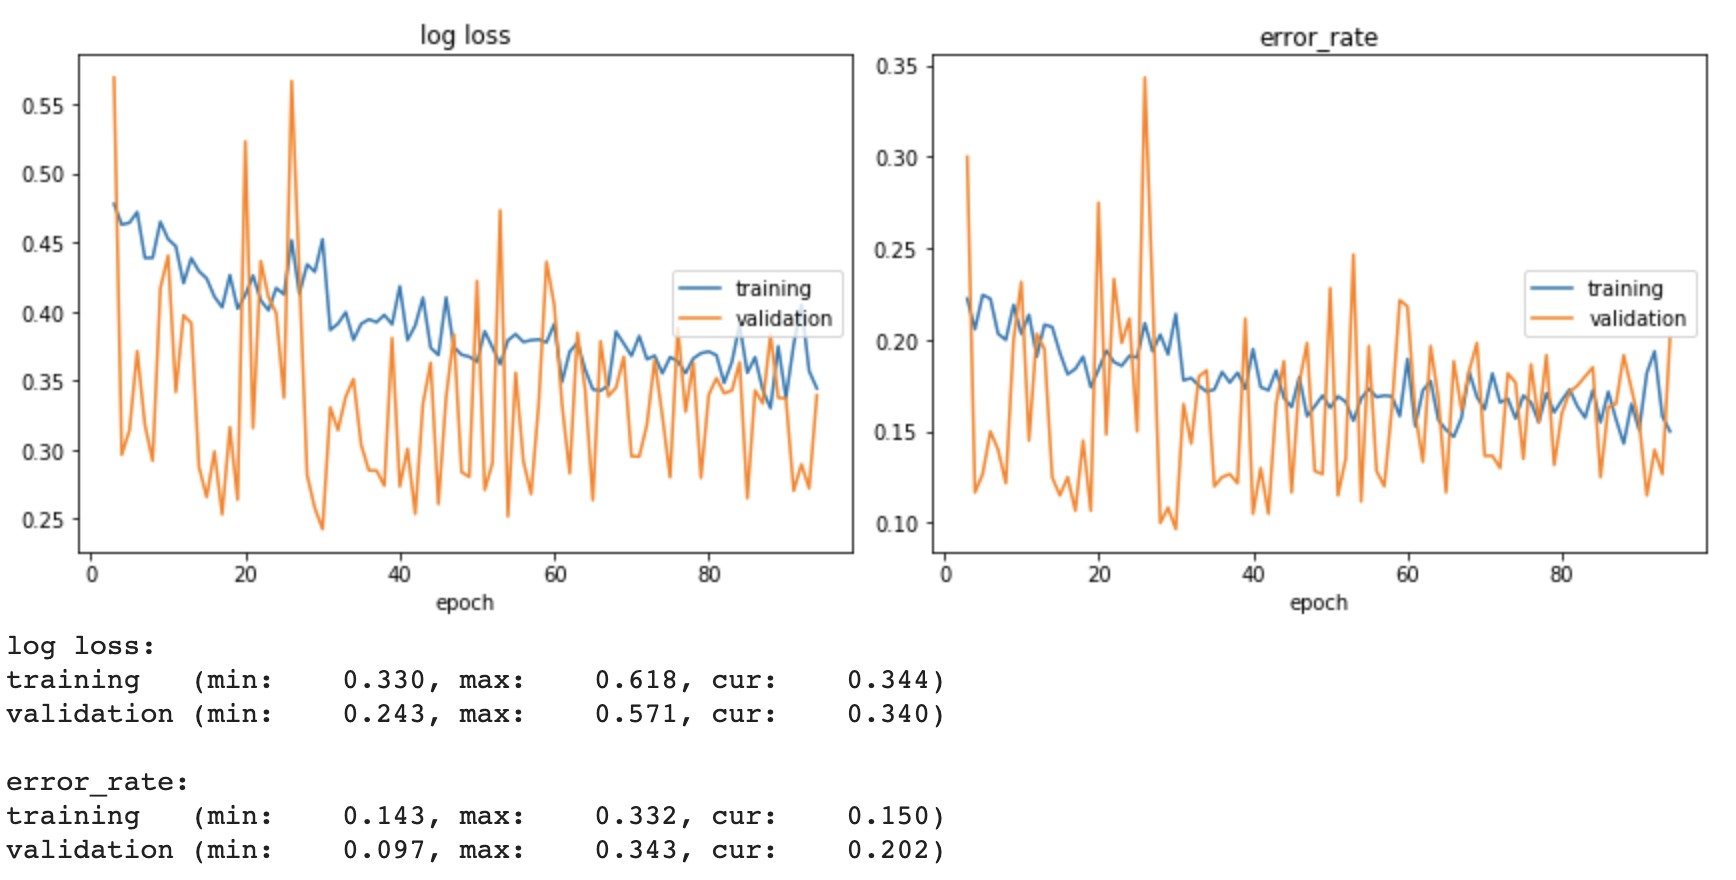 log loss
0.55
0.50
0.45
0.40
0.35
0.30
0.25
0 20 40 60 80
epoch
training
validation
error_rate
0.35
0.30
0.25
0.20
0.15
0.10
0 20 40 60 80
epoch
training
validation
log loss:
training (min: 0.330, max: 0.618, cur: 0.344)
validation (min: 0.243, max: 0.571, cur: 0.340)
error_rate:
training (min: 0.143, max: 0.332, cur: 0.150)
validation (min: 0.097, max: 0.343, cur: 0.202)